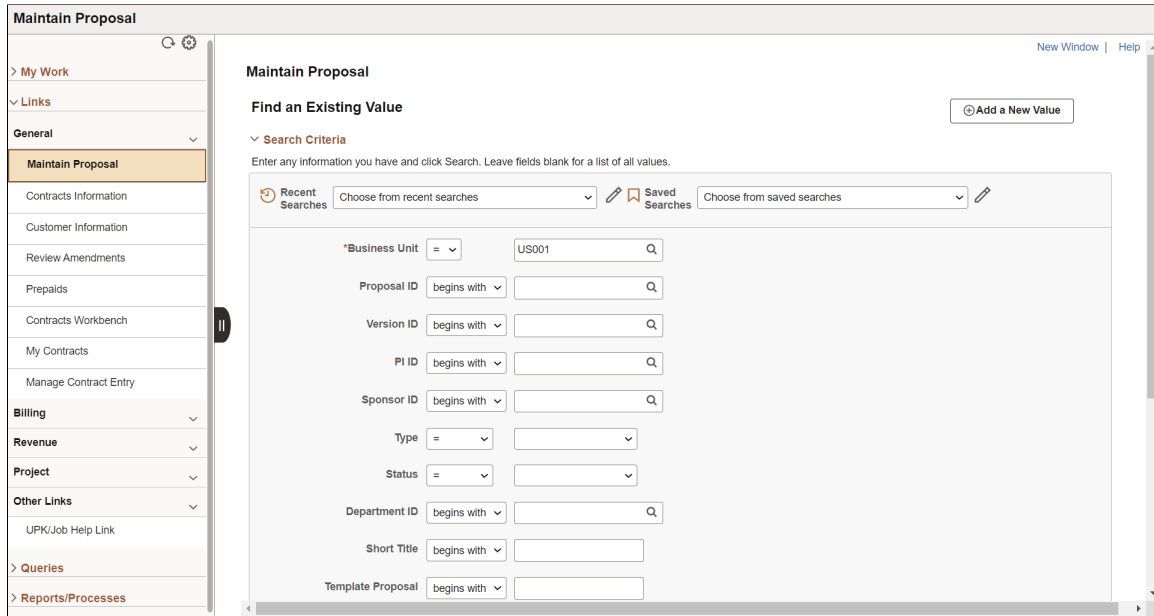 Maintain Proposal
My Work
Links
General
Maintain Proposal
Contracts Information
Customer Information
Review Amendments
Prepaids
Contracts Workbench
My Contracts
Manage Contract Entry
Billing
Revenue
Project
Other Links
UPK/Job Help Link
Queries
Reports/Processes
New Window | Help
Maintain Proposal
Find an Existing Value
Add a New Value
Search Criteria
Enter any information you have and click Search. Leave fields blank for a list of all values.
Recent Searches Choose from recent searches Saved Searches Choose from saved searches
*Business Unit = US001
Proposal ID begins with
Version ID begins with
PI ID begins with
Sponsor ID begins with
Type =
Status =
Department ID begins with
Short Title begins with
Template Proposal begins with